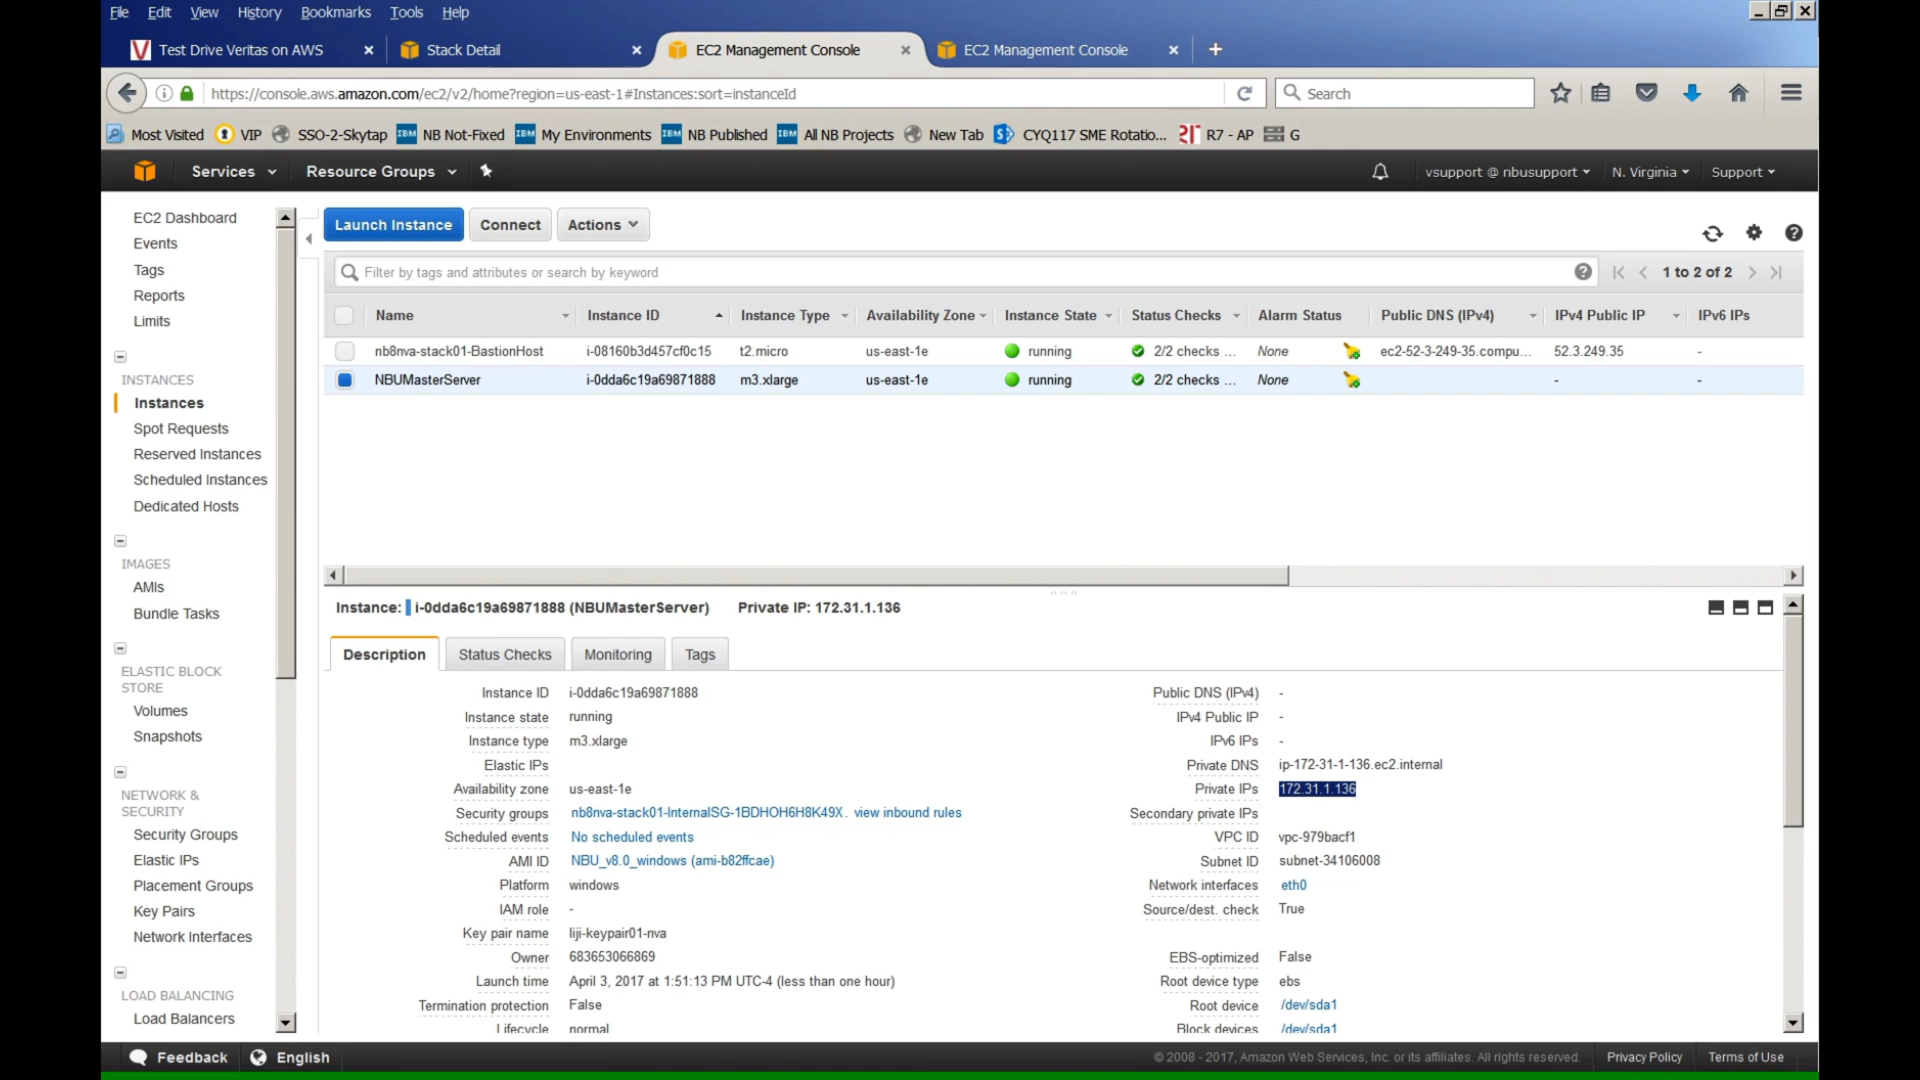 File Edit View History Bookmarks Tools Help
Test Drive Veritas on AWS × Stack Detail × EC2 Management Console × EC2 Management Console × +
https://console.aws.amazon.com/ec2/v2/home?region=us-east-1#Instances:sort=instanceId Search
Most Visited VIP SSO-2-Skytap IBM NB Not-Fixed IBM My Environments IBM NB Published IBM All NB Projects New Tab CYQ117 SME Rotatio... R7 - AP G
Services Resource Groups vsupport @ nbusupport N. Virginia Support
EC2 Dashboard
Events
Tags
Reports
Limits
INSTANCES
Instances
Spot Requests
Reserved Instances
Scheduled Instances
Dedicated Hosts
IMAGES
AMIs
Bundle Tasks
ELASTIC BLOCK
STORE
Volumes
Snapshots
NETWORK &
SECURITY
Security Groups
Elastic IPs
Placement Groups
Key Pairs
Network Interfaces
LOAD BALANCING
Load Balancers
Launch Instance Connect Actions
Filter by tags and attributes or search by keyword 1 to 2 of 2
Name Instance ID Instance Type Availability Zone Instance State Status Checks Alarm Status Public DNS (IPv4) IPv4 Public IP IPv6 IPs
nb8nva-stack01-BastionHost i-08160b3d457cf0c15 t2.micro us-east-1e running 2/2 checks ... None ec2-52-3-249-35.compu... 52.3.249.35 -
NBUMasterServer i-0dda6c19a69871888 m3.xlarge us-east-1e running 2/2 checks ... None - -
Instance: i-0dda6c19a69871888 (NBUMasterServer) Private IP: 172.31.1.136
Description Status Checks Monitoring Tags
Instance ID i-0dda6c19a69871888
Instance state running
Instance type m3.xlarge
Elastic IPs
Availability zone us-east-1e
Security groups nb8nva-stack01-InternalSG-1BDHOH6H8K49X. view inbound rules
Scheduled events No scheduled events
AMI ID NBU_v8.0_windows (ami-b82ffcae)
Platform windows
IAM role -
Key pair name liji-keypair01-nva
Owner 683653066869
Launch time April 3, 2017 at 1:51:13 PM UTC-4 (less than one hour)
Termination protection False
Lifecycle normal
Public DNS (IPv4) -
IPv4 Public IP -
IPv6 IPs -
Private DNS ip-172-31-1-136.ec2.internal
Private IPs 172.31.1.136
Secondary private IPs
VPC ID vpc-979bacf1
Subnet ID subnet-34106008
Network interfaces eth0
Source/dest. check True
EBS-optimized False
Root device type ebs
Root device /dev/sda1
Block devices /dev/sda1
Feedback English © 2008 - 2017, Amazon Web Services, Inc. or its affiliates. All rights reserved. Privacy Policy Terms of Use